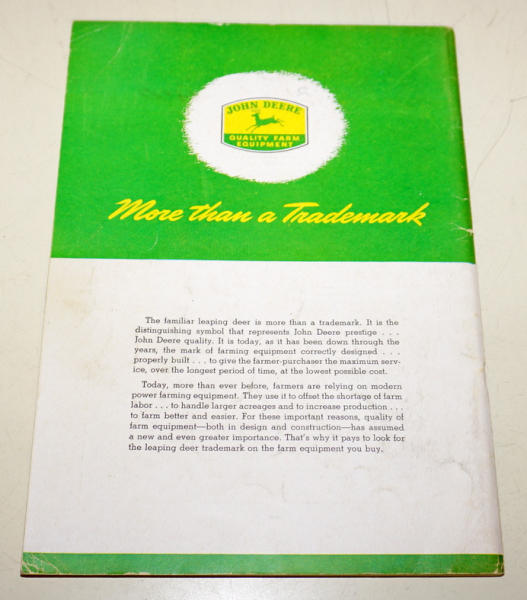 JOHN DEERE
QUALITY FARM
EQUIPMENT
More than a Trademark
The familiar leaping deer is more than a trademark. It is the
distinguishing symbol that represents John Deere prestige . . .
John Deere quality. It is today, as it has been down through the
years, the mark of farming equipment correctly designed . . .
properly built . . . to give the farmer-purchaser the maximum serv-
ice, over the longest period of time, at the lowest possible cost.
Today, more than ever before, farmers are relying on modern
power farming equipment. They use it to offset the shortage of farm
labor . . . to handle larger acreages and to increase production . . .
to farm better and easier. For these important reasons, quality of
farm equipment—both in design and construction—has assumed
a new and even greater importance. That's why it pays to look for
the leaping deer trademark on the farm equipment you buy.